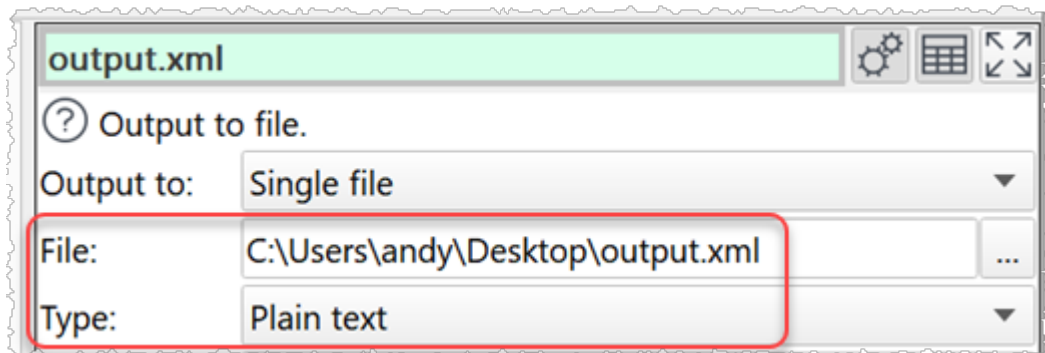 output.xml
? Output to file.
Output to: Single file
File: C:\Users\andy\Desktop\output.xml ...
Type: Plain text